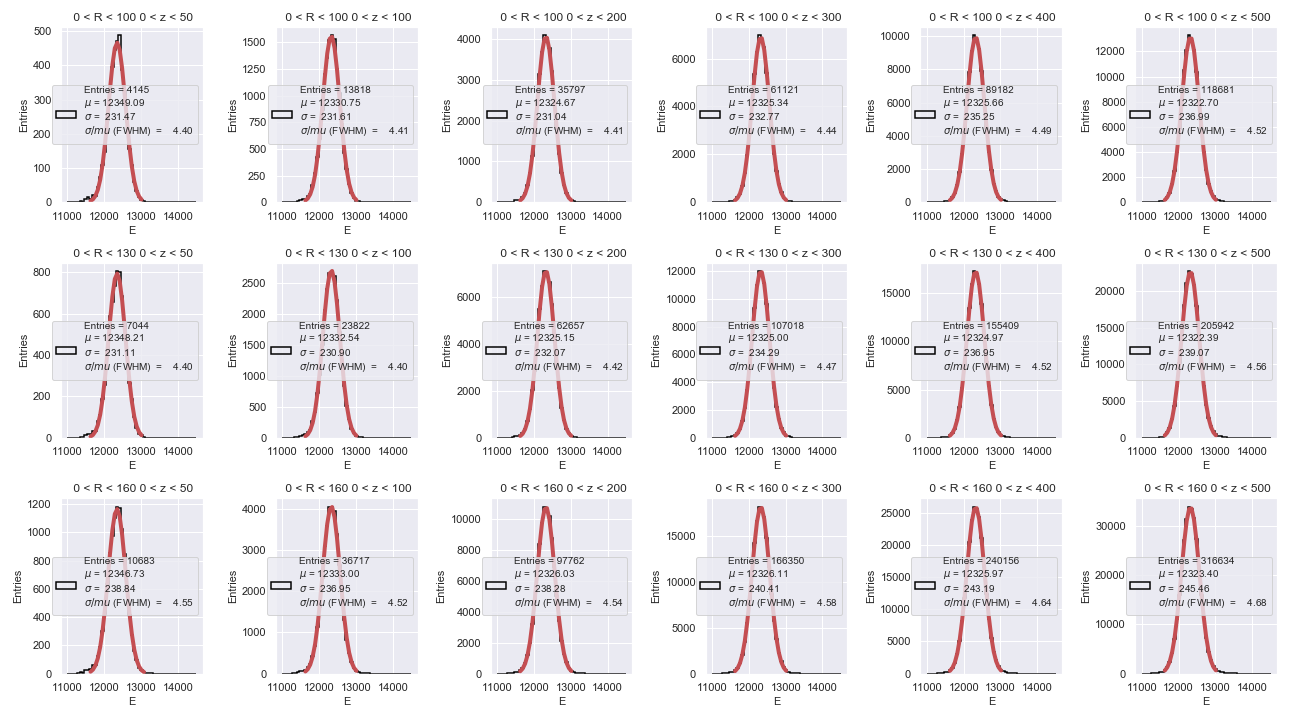 0 < R < 100 0 < z < 50
Entries
500
400
300
200
100
0
Entries = 4145
μ = 12349.09
σ = 231.47
σ/mu (FWHM) = 4.40
11000 12000 13000 14000
E
0 < R < 100 0 < z < 100
Entries
1500
1250
1000
750
500
250
0
Entries = 13818
μ = 12330.75
σ = 231.61
σ/mu (FWHM) = 4.41
11000 12000 13000 14000
E
0 < R < 100 0 < z < 200
Entries
4000
3000
2000
1000
0
Entries = 35797
μ = 12324.67
σ = 231.04
σ/mu (FWHM) = 4.41
11000 12000 13000 14000
E
0 < R < 100 0 < z < 300
Entries
6000
4000
2000
0
Entries = 61121
μ = 12325.34
σ = 232.77
σ/mu (FWHM) = 4.44
11000 12000 13000 14000
E
0 < R < 100 0 < z < 400
Entries
10000
8000
6000
4000
2000
0
Entries = 89182
μ = 12325.66
σ = 235.25
σ/mu (FWHM) = 4.49
11000 12000 13000 14000
E
0 < R < 100 0 < z < 500
Entries
12000
10000
8000
6000
4000
2000
0
Entries = 118681
μ = 12322.70
σ = 236.99
σ/mu (FWHM) = 4.52
11000 12000 13000 14000
E
0 < R < 130 0 < z < 50
Entries
800
600
400
200
0
Entries = 7044
μ = 12348.21
σ = 231.11
σ/mu (FWHM) = 4.40
11000 12000 13000 14000
E
0 < R < 130 0 < z < 100
Entries
2500
2000
1500
1000
500
0
Entries = 23822
μ = 12332.54
σ = 230.90
σ/mu (FWHM) = 4.40
11000 12000 13000 14000
E
0 < R < 130 0 < z < 200
Entries
6000
4000
2000
0
Entries = 62657
μ = 12325.15
σ = 232.07
σ/mu (FWHM) = 4.42
11000 12000 13000 14000
E
0 < R < 130 0 < z < 300
Entries
12000
10000
8000
6000
4000
2000
0
Entries = 107018
μ = 12325.00
σ = 234.29
σ/mu (FWHM) = 4.47
11000 12000 13000 14000
E
0 < R < 130 0 < z < 400
Entries
15000
10000
5000
0
Entries = 155409
μ = 12324.97
σ = 236.95
σ/mu (FWHM) = 4.52
11000 12000 13000 14000
E
0 < R < 130 0 < z < 500
Entries
20000
15000
10000
5000
0
Entries = 205942
μ = 12322.39
σ = 239.07
σ/mu (FWHM) = 4.56
11000 12000 13000 14000
E
0 < R < 160 0 < z < 50
Entries
1200
1000
800
600
400
200
0
Entries = 10683
μ = 12346.73
σ = 238.84
σ/mu (FWHM) = 4.55
11000 12000 13000 14000
E
0 < R < 160 0 < z < 100
Entries
4000
3000
2000
1000
0
Entries = 36717
μ = 12333.00
σ = 236.95
σ/mu (FWHM) = 4.52
11000 12000 13000 14000
E
0 < R < 160 0 < z < 200
Entries
10000
8000
6000
4000
2000
0
Entries = 97762
μ = 12326.03
σ = 238.28
σ/mu (FWHM) = 4.54
11000 12000 13000 14000
E
0 < R < 160 0 < z < 300
Entries
15000
10000
5000
0
Entries = 166350
μ = 12326.11
σ = 240.41
σ/mu (FWHM) = 4.58
11000 12000 13000 14000
E
0 < R < 160 0 < z < 400
Entries
25000
20000
15000
10000
5000
0
Entries = 240156
μ = 12325.97
σ = 243.19
σ/mu (FWHM) = 4.64
11000 12000 13000 14000
E
0 < R < 160 0 < z < 500
Entries
30000
20000
10000
0
Entries = 316634
μ = 12323.40
σ = 245.46
σ/mu (FWHM) = 4.68
11000 12000 13000 14000
E